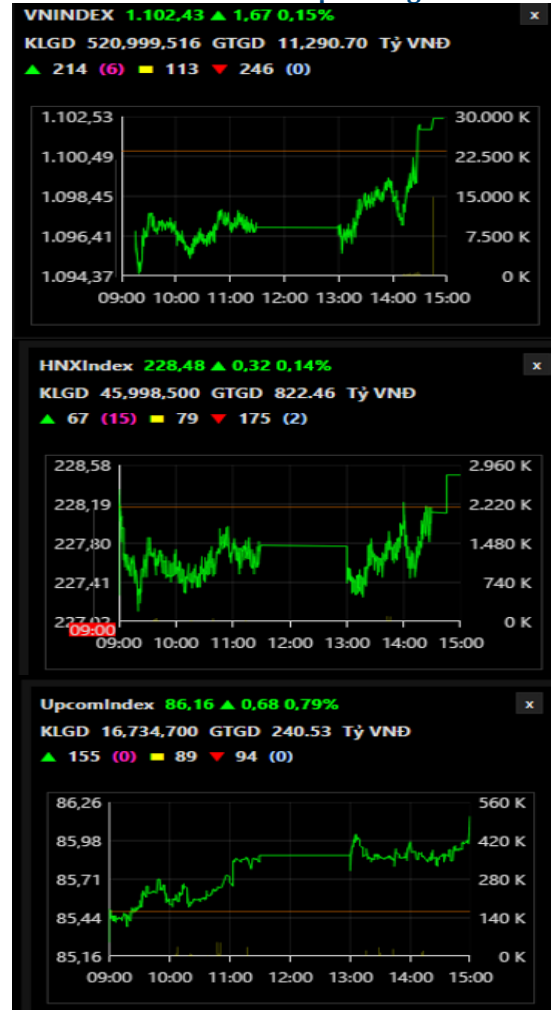 VNINDEX 1.102,43 ▲ 1,67 0,15% x
KLGD 520,999,516 GTGD 11,290.70 Tỷ VNĐ
▲ 214 (6) 113 ▼ 246 (0)
1.102,53 30.000 K
1.100,49 22.500 K
1.098,45 15.000 K
1.096,41 7.500 K
1.094,37 0 K
09:00 10:00 11:00 12:00 13:00 14:00 15:00
HNXIndex 228,48 ▲ 0,32 0,14% x
KLGD 45,998,500 GTGD 822.46 Tỷ VNĐ
▲ 67 (15) 79 ▼ 175 (2)
228,58 2.960 K
228,19 2.220 K
227,80 1.480 K
227,41 740 K
0 K
09:00
09:00 10:00 11:00 12:00 13:00 14:00 15:00
UpcomIndex 86,16 ▲ 0,68 0,79% x
KLGD 16,734,700 GTGD 240.53 Tỷ VNĐ
▲ 155 (0) 89 ▼ 94 (0)
86,26 560 K
85,98 420 K
85,71 280 K
85,44 140 K
85,16 0 K
09:00 10:00 11:00 12:00 13:00 14:00 15:00